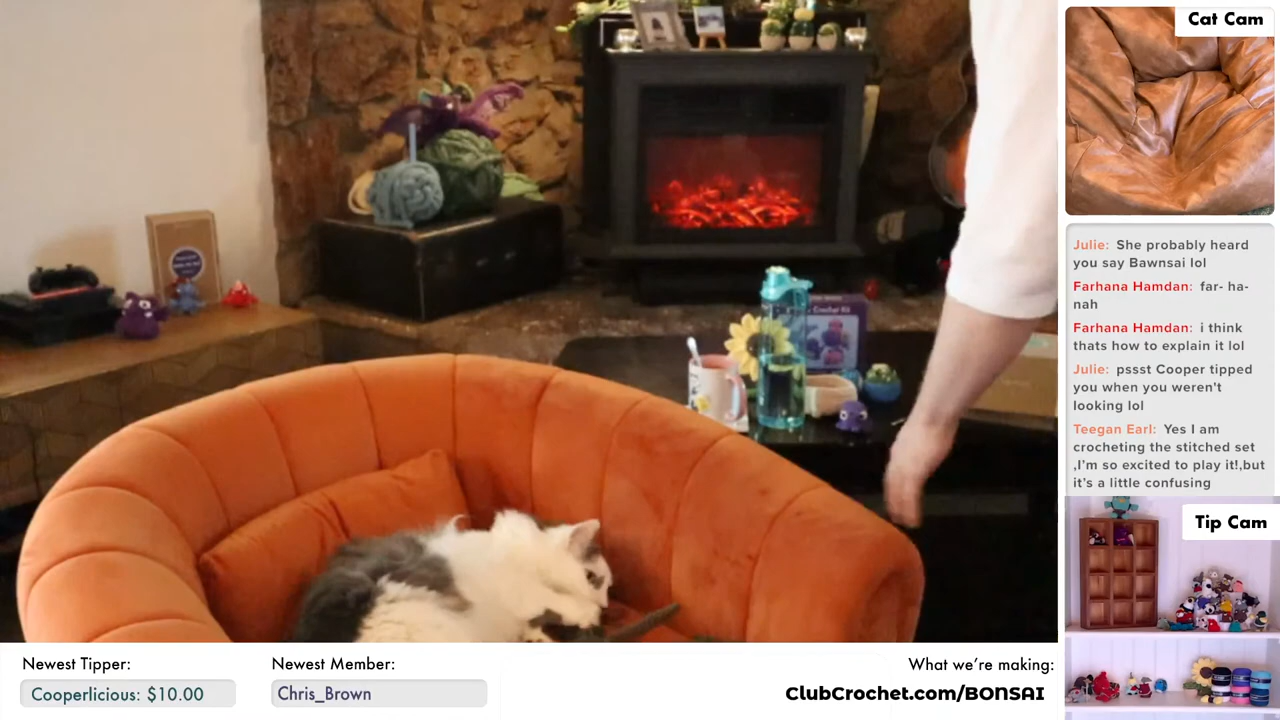 Cat Cam
Julie: She probably heard
you say Bawnsai lol
Farhana Hamdan: far- ha-
nah
Farhana Hamdan: i think
thats how to explain it lol
Julie: pssst Cooper tipped
you when you weren't
looking lol
Teegan Earl: Yes I am
crocheting the stitched set
,I'm so excited to play it!,but
it's a little confusing
Tip Cam
Newest Tipper:
Cooperlicious: $10.00
Newest Member:
Chris_Brown
What we're making:
ClubCrochet.com/BONSAI